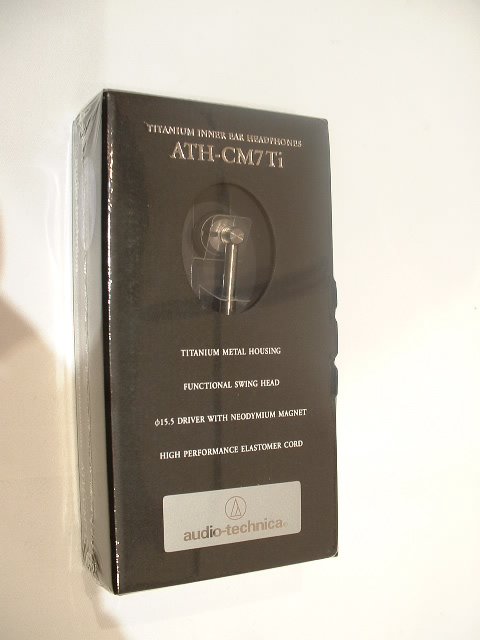 TITANIUM INNER EAR HEADPHONES
ATH-CM7Ti
TITANIUM METAL HOUSING
FUNCTIONAL SWING HEAD
φ15.5 DRIVER WITH NEODYMIUM MAGNET
HIGH PERFORMANCE ELASTOMER CORD
audio-technica®